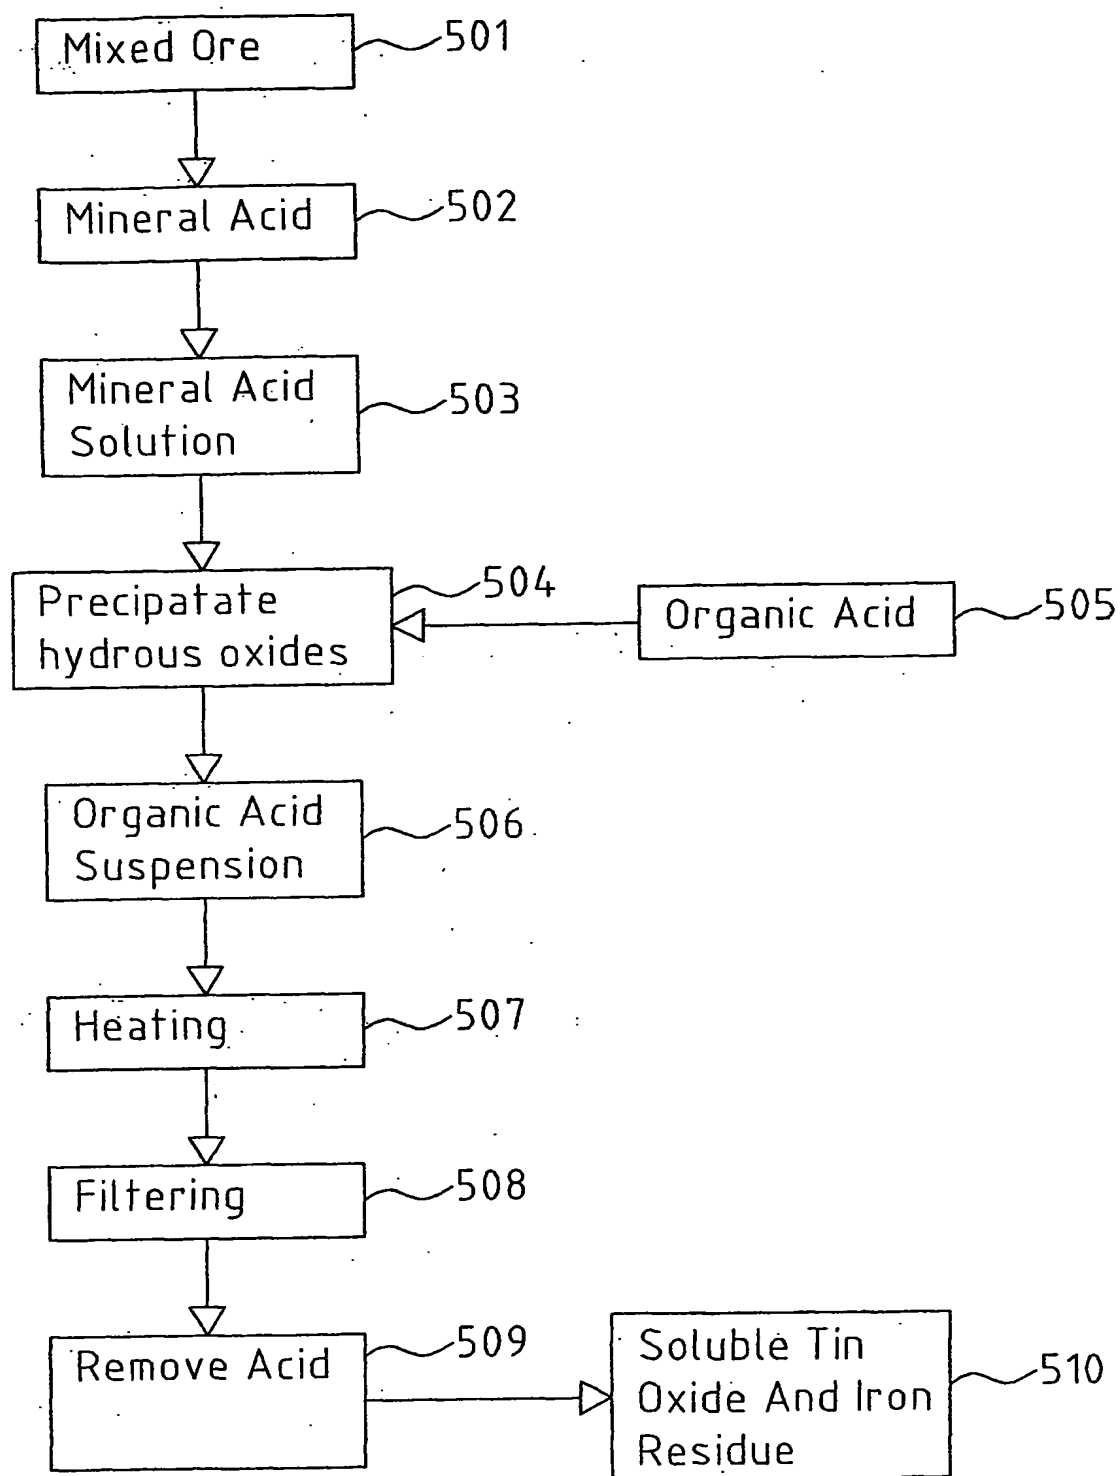 Mixed Ore
501
Mineral Acid
502
Mineral Acid
Solution
503
Precipatate
hydrous oxides
504
Organic Acid
505
Organic Acid
Suspension
506
Heating
507
Filtering
508
Remove Acid
509
Soluble Tin
Oxide And Iron
Residue
510